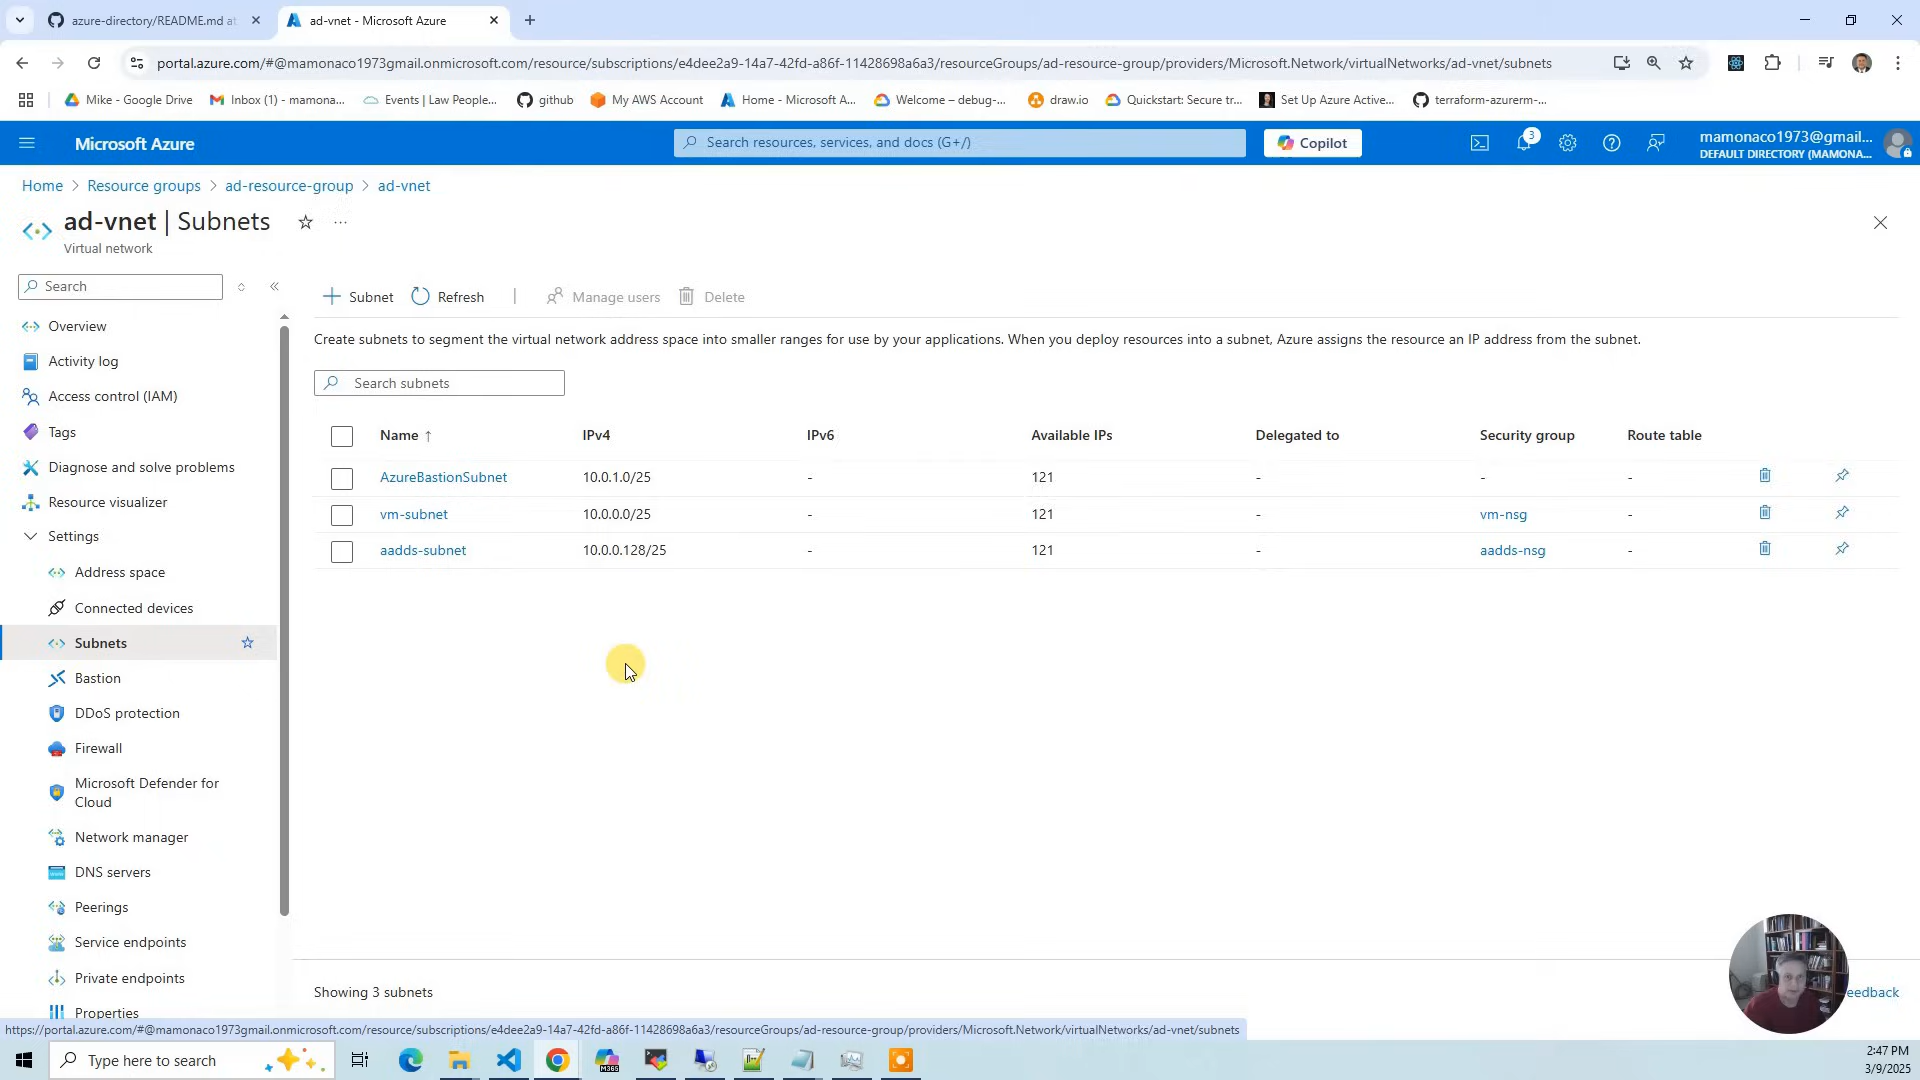 azure-directory/README.md at
ad-vnet - Microsoft Azure
portal.azure.com/#@mamonaco1973gmail.onmicrosoft.com/resource/subscriptions/e4dee2a9-14a7-42fd-a86f-11428698a6a3/resourceGroups/ad-resource-group/providers/Microsoft.Network/virtualNetworks/ad-vnet/subnets
Mike - Google Drive
Inbox (1) - mamona...
Events | Law People...
github
My AWS Account
Home - Microsoft A...
Welcome – debug-...
draw.io
Quickstart: Secure tr...
Set Up Azure Active...
terraform-azurerm-...
Microsoft Azure
Search resources, services, and docs (G+/)
Copilot
3
mamonaco1973@gmail....
DEFAULT DIRECTORY (MAMONA...
Home > Resource groups > ad-resource-group > ad-vnet
ad-vnet | Subnets
...
Virtual network
Search
Overview
Activity log
Access control (IAM)
Tags
Diagnose and solve problems
Resource visualizer
Settings
Address space
Connected devices
Subnets
Bastion
DDoS protection
Firewall
Microsoft Defender for
Cloud
Network manager
DNS servers
Peerings
Service endpoints
Private endpoints
Properties
Subnet
Refresh
Manage users
Delete
Create subnets to segment the virtual network address space into smaller ranges for use by your applications. When you deploy resources into a subnet, Azure assigns the resource an IP address from the subnet.
Search subnets
Name ↑ IPv4 IPv6 Available IPs Delegated to Security group Route table
AzureBastionSubnet 10.0.1.0/25 - 121 - - -
vm-subnet 10.0.0.0/25 - 121 - vm-nsg -
aadds-subnet 10.0.0.128/25 - 121 - aadds-nsg -
Showing 3 subnets
eedback
https://portal.azure.com/#@mamonaco1973gmail.onmicrosoft.com/resource/subscriptions/e4dee2a9-14a7-42fd-a86f-11428698a6a3/resourceGroups/ad-resource-group/providers/Microsoft.Network/virtualNetworks/ad-vnet/subnets
Type here to search
M365
2:47 PM
3/9/2025